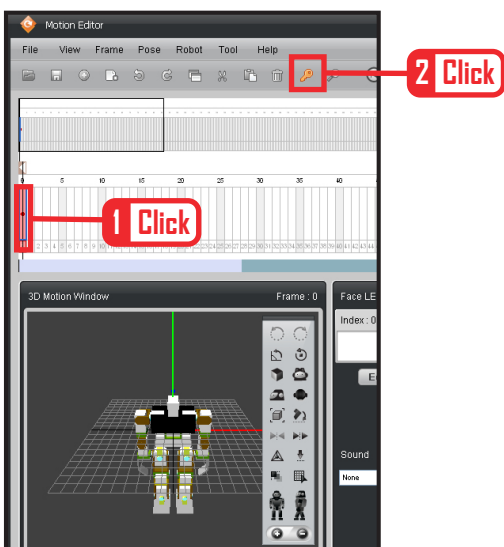 Motion Editor
File View Frame Pose Robot Tool Help
2 Click
5 10 15 20 25 30 35 40
1 Click
3D Motion Window Frame : 0
Face LE
Index : 0
E
Sound
None